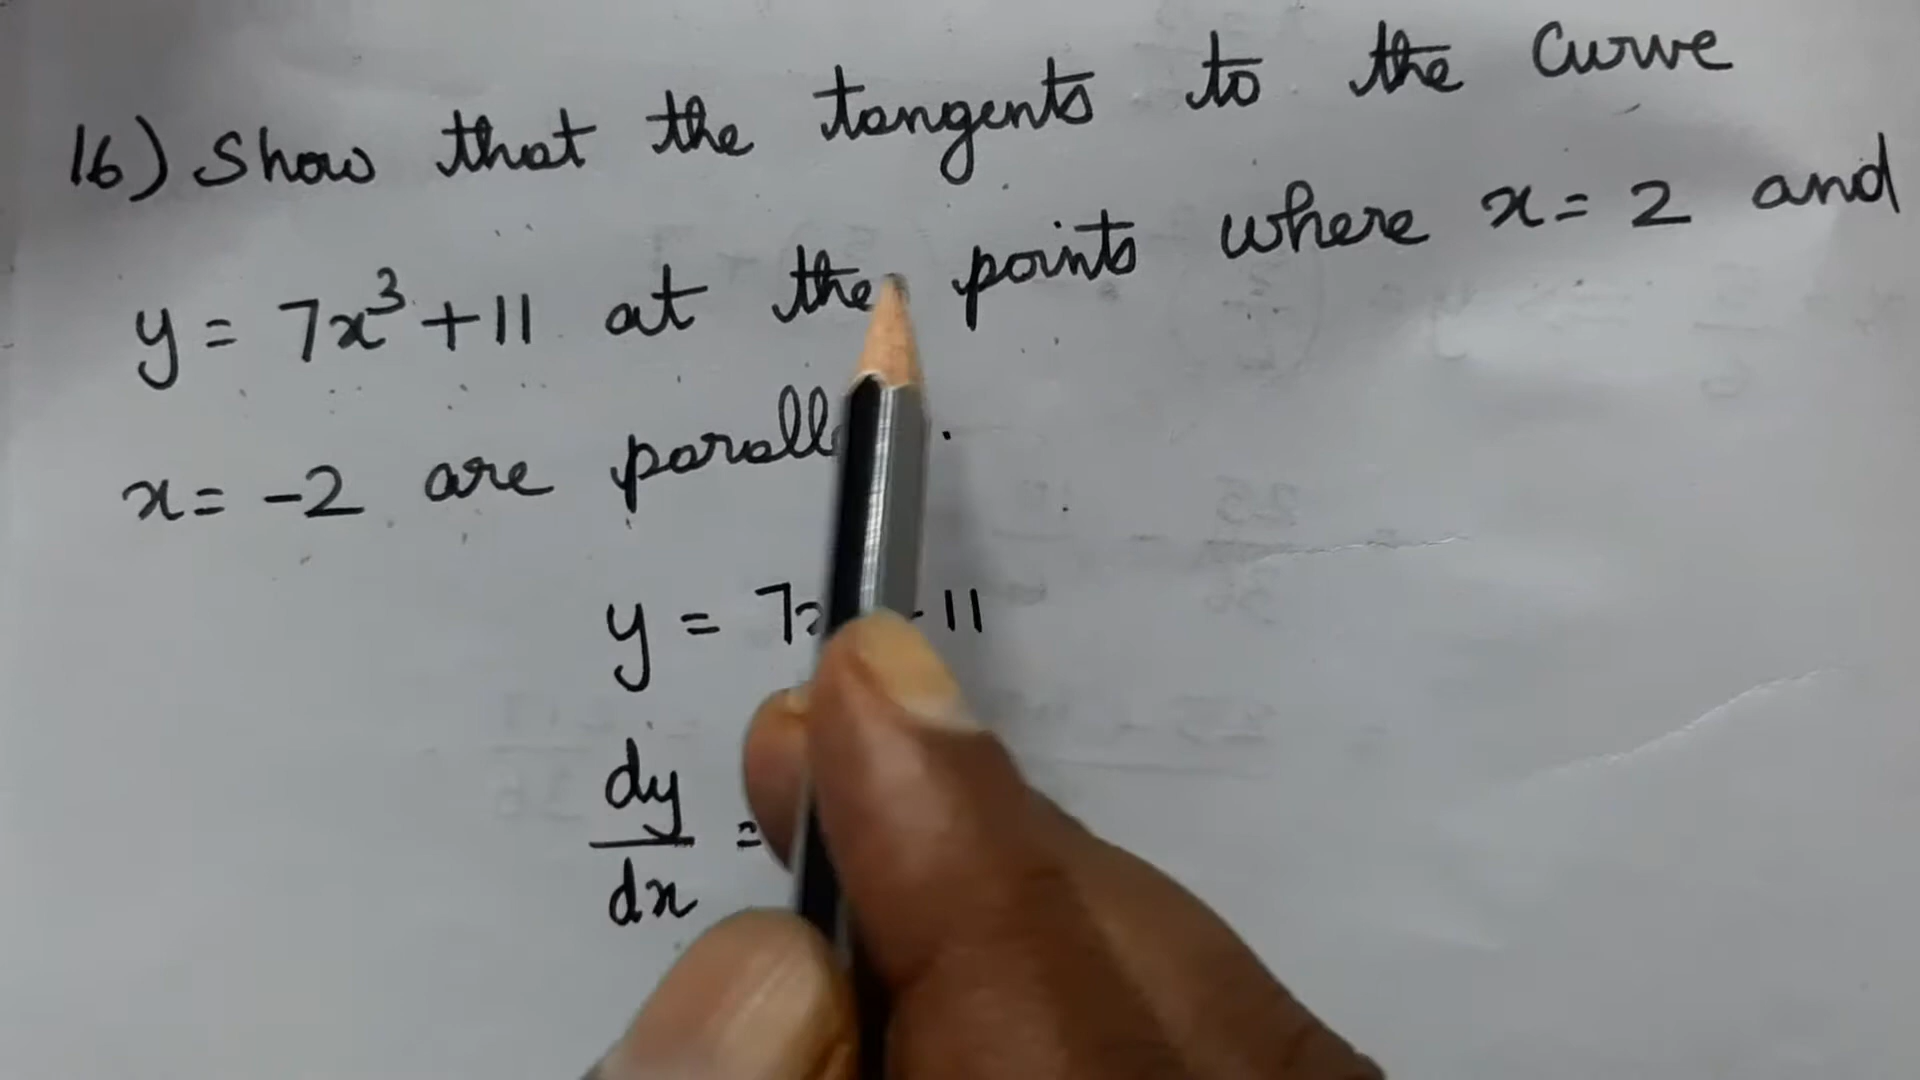 16) Show that the tangents to the curve
y = 7x³ + 11 at the points where x = 2 and
x = -2 are .
y = 11
dy/dx =